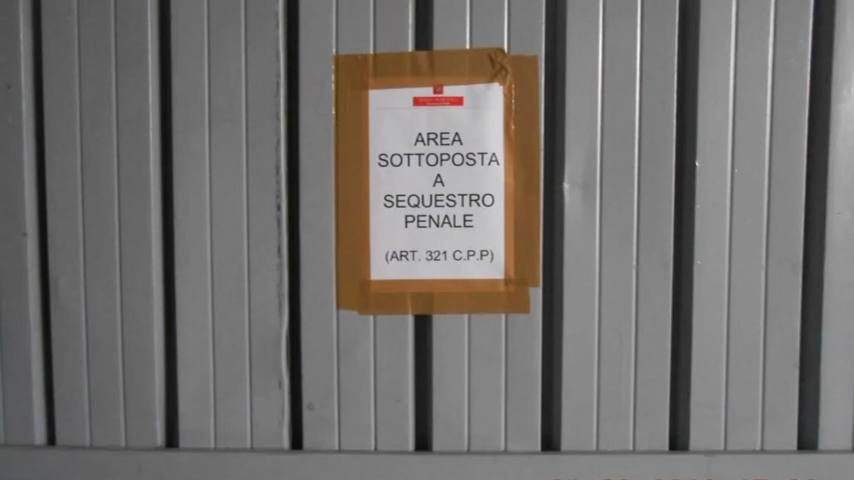 AREA
SOTTOPOSTA
A
SEQUESTRO
PENALE
(ART. 321 C.P.P)